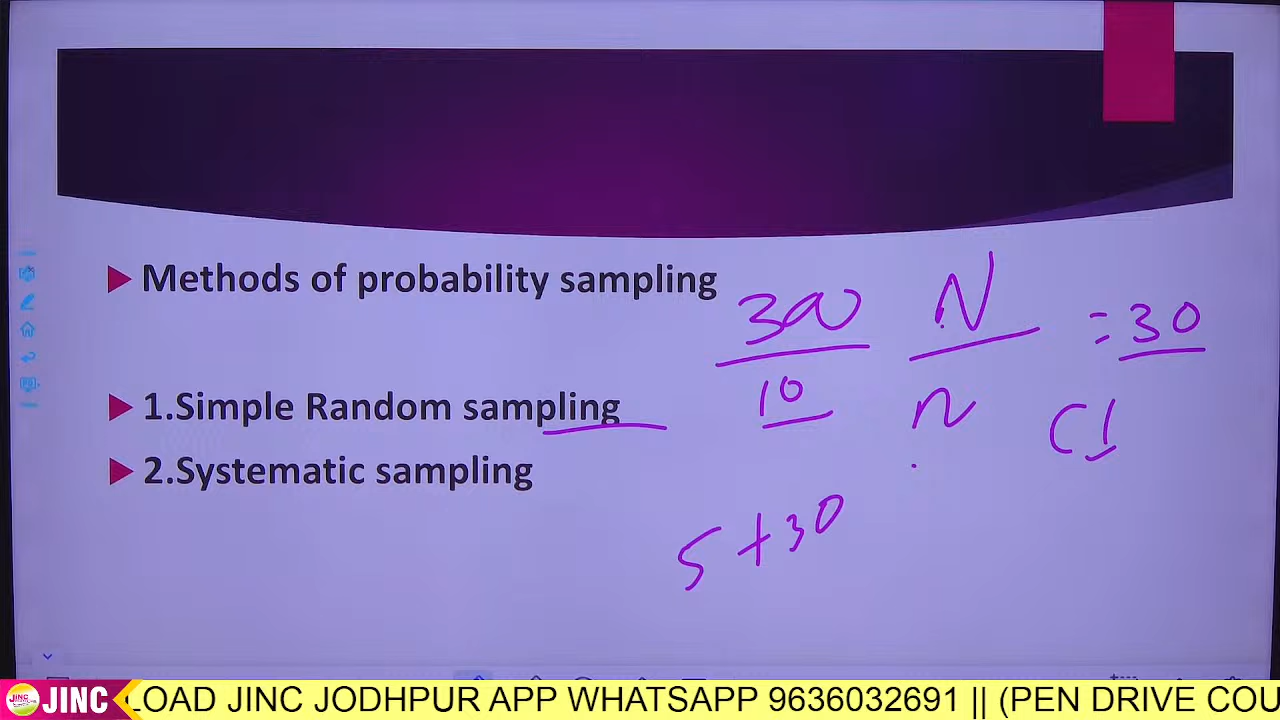 Methods of probability sampling
300
10
N
n
=30
CI
1.Simple Random sampling
2.Systematic sampling
5+30
JINC
JINC
LOAD JINC JODHPUR APP WHATSAPP 9636032691 || (PEN DRIVE COU